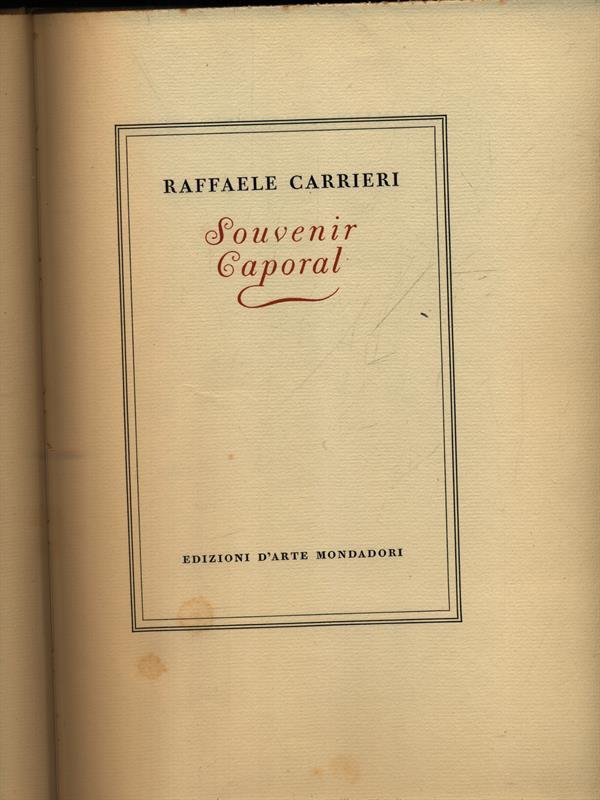 RAFFAELE CARRIERI
Souvenir
Caporal
EDIZIONI D'ARTE MONDADORI